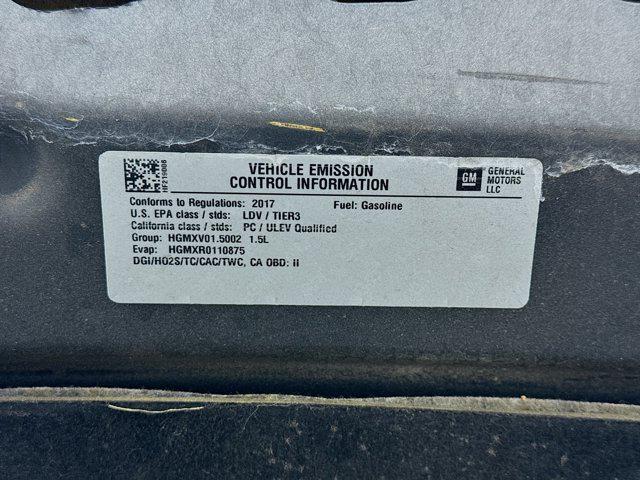 VEHICLE EMISSION
CONTROL INFORMATION
GM
GENERAL
MOTORS
LLC
Conforms to Regulations: 2017 Fuel: Gasoline
U.S. EPA class / stds: LDV / TIER3
California class / stds: PC / ULEV Qualified
Group: HGMXV01.5002 1.5L
Evap: HGMXR0110875
DGI/HO2S/TC/CAC/TWC, CA OBD: II